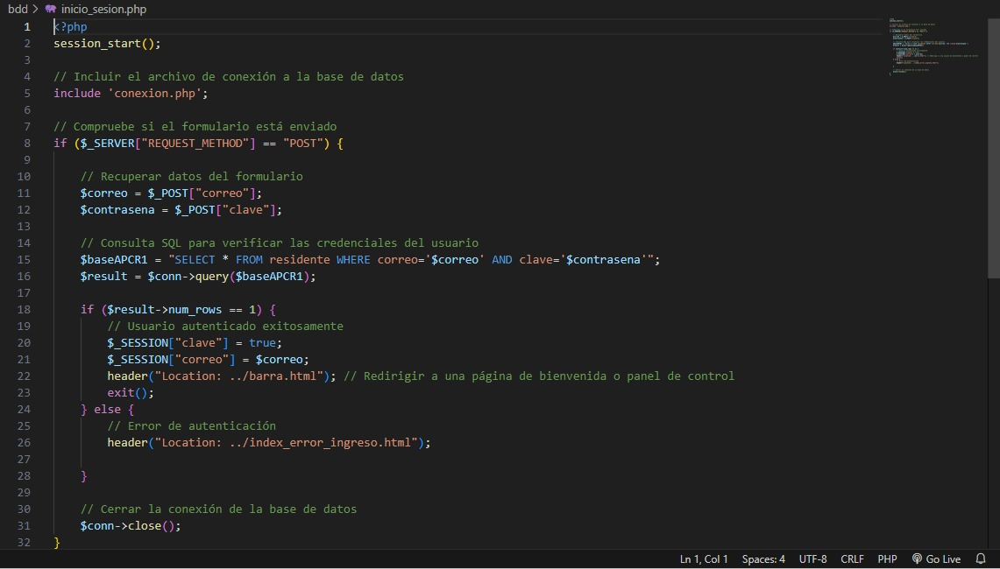 bdd > inicio_sesion.php
1 <?php
2 session_start();
3
4 // Incluir el archivo de conexión a la base de datos
5 include 'conexion.php';
6
7 // Compruebe si el formulario está enviado
8 if ($_SERVER["REQUEST_METHOD"] == "POST") {
9
10 // Recuperar datos del formulario
11 $correo = $_POST["correo"];
12 $contrasena = $_POST["clave"];
13
14 // Consulta SQL para verificar las credenciales del usuario
15 $baseAPCR1 = "SELECT * FROM residente WHERE correo='$correo' AND clave='$contrasena'";
16 $result = $conn->query($baseAPCR1);
17
18 if ($result->num_rows == 1) {
19 // Usuario autenticado exitosamente
20 $_SESSION["clave"] = true;
21 $_SESSION["correo"] = $correo;
22 header("Location: ../barra.html"); // Redirigir a una página de bienvenida o panel de control
23 exit();
24 } else {
25 // Error de autenticación
26 header("Location: ../index_error_ingreso.html");
27
28 }
29
30 // Cerrar la conexión de la base de datos
31 $conn->close();
32 }
Ln 1, Col 1 Spaces: 4 UTF-8 CRLF PHP Go Live